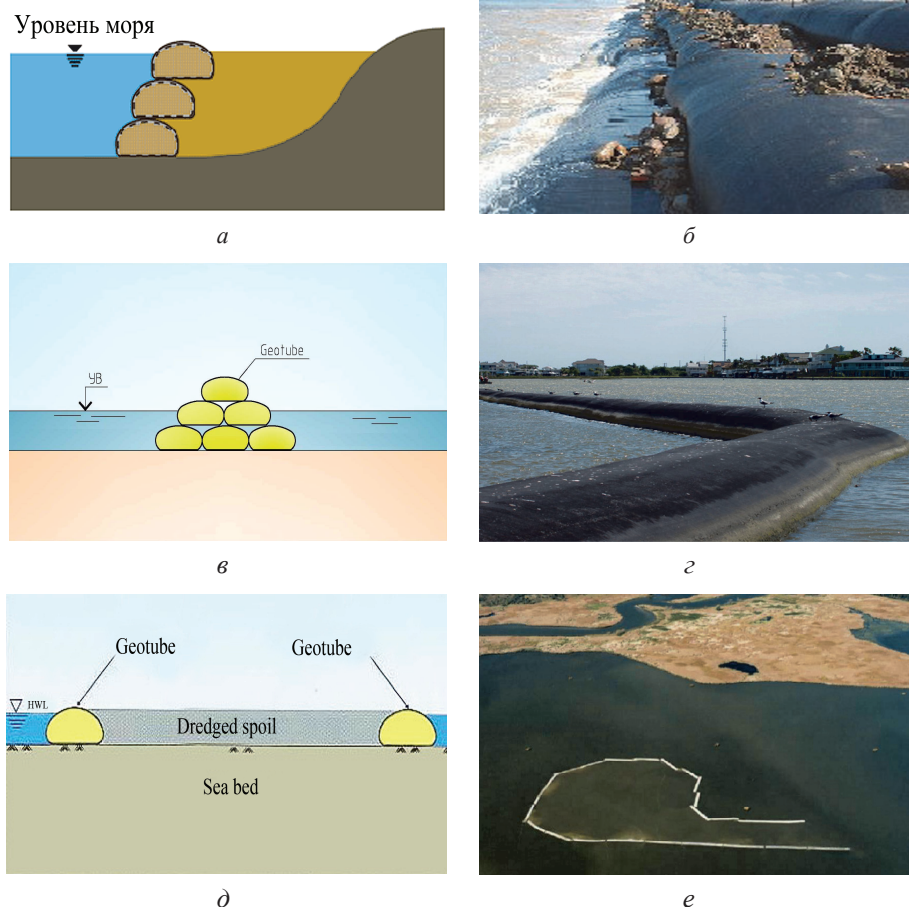 Уровень моря
а
б
Geotube
УВ
в
г
Geotube
Geotube
HWL
Dredged spoil
Sea bed
д
е